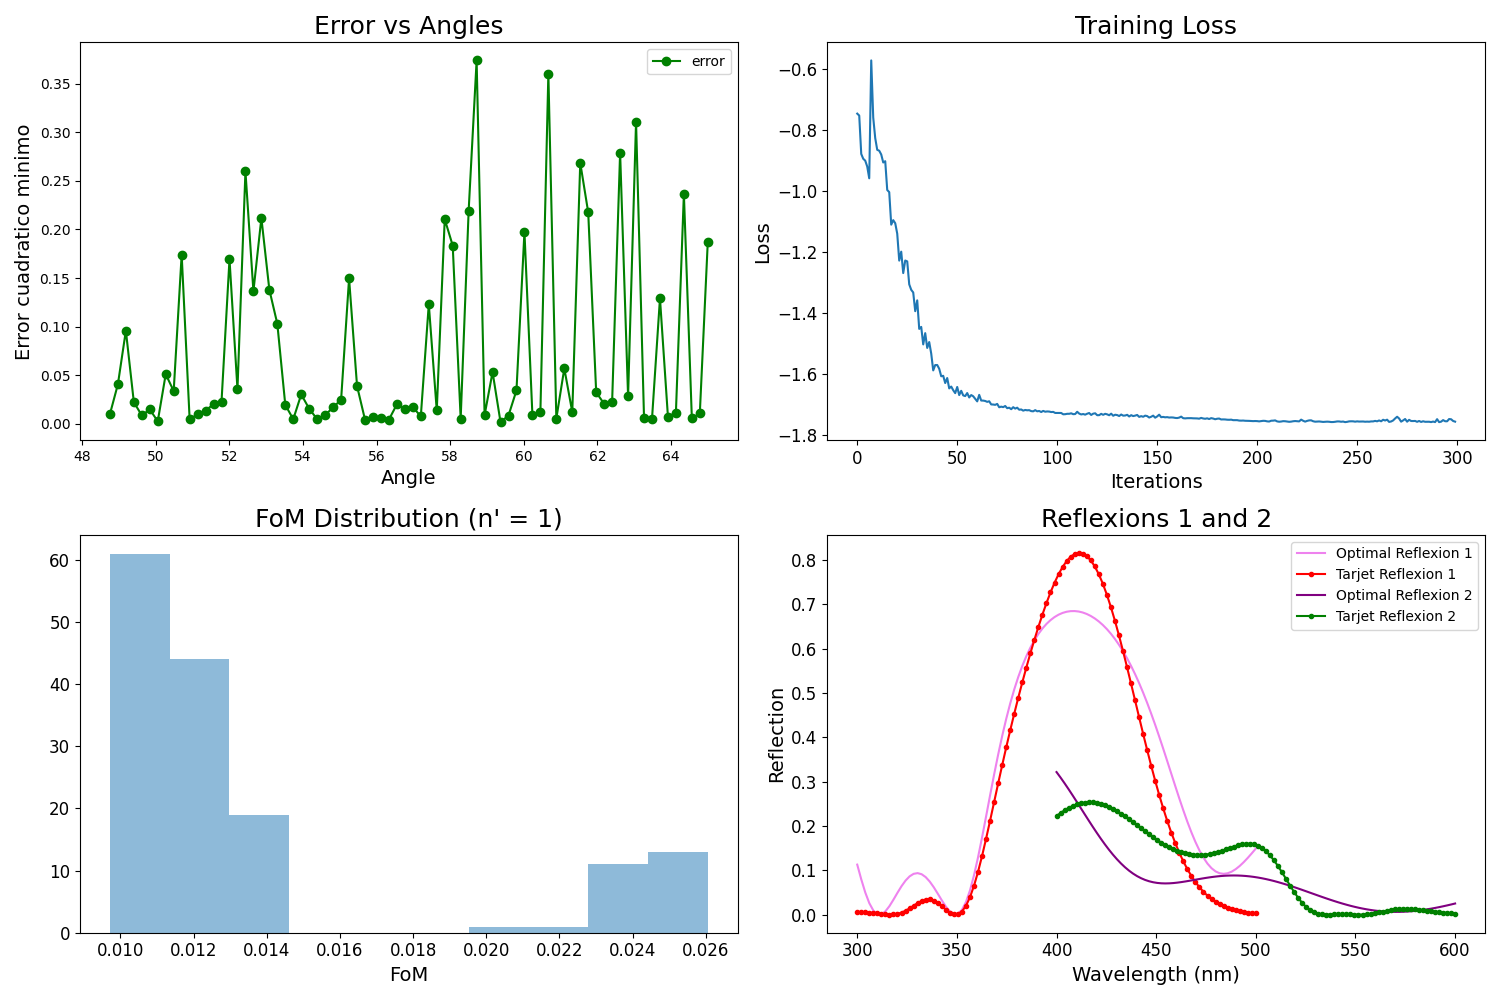 Error vs Angles
error
Error cuadratico minimo
0.35
0.30
0.25
0.20
0.15
0.10
0.05
0.00
48 50 52 54 56 58 60 62 64
Angle
Training Loss
Loss
−0.6
−0.8
−1.0
−1.2
−1.4
−1.6
−1.8
0 50 100 150 200 250 300
Iterations
FoM Distribution (n' = 1)
60
50
40
30
20
10
0
0.010 0.012 0.014 0.016 0.018 0.020 0.022 0.024 0.026
FoM
Reflexions 1 and 2
Optimal Reflexion 1
Tarjet Reflexion 1
Optimal Reflexion 2
Tarjet Reflexion 2
Reflection
0.8
0.7
0.6
0.5
0.4
0.3
0.2
0.1
0.0
300 350 400 450 500 550 600
Wavelength (nm)